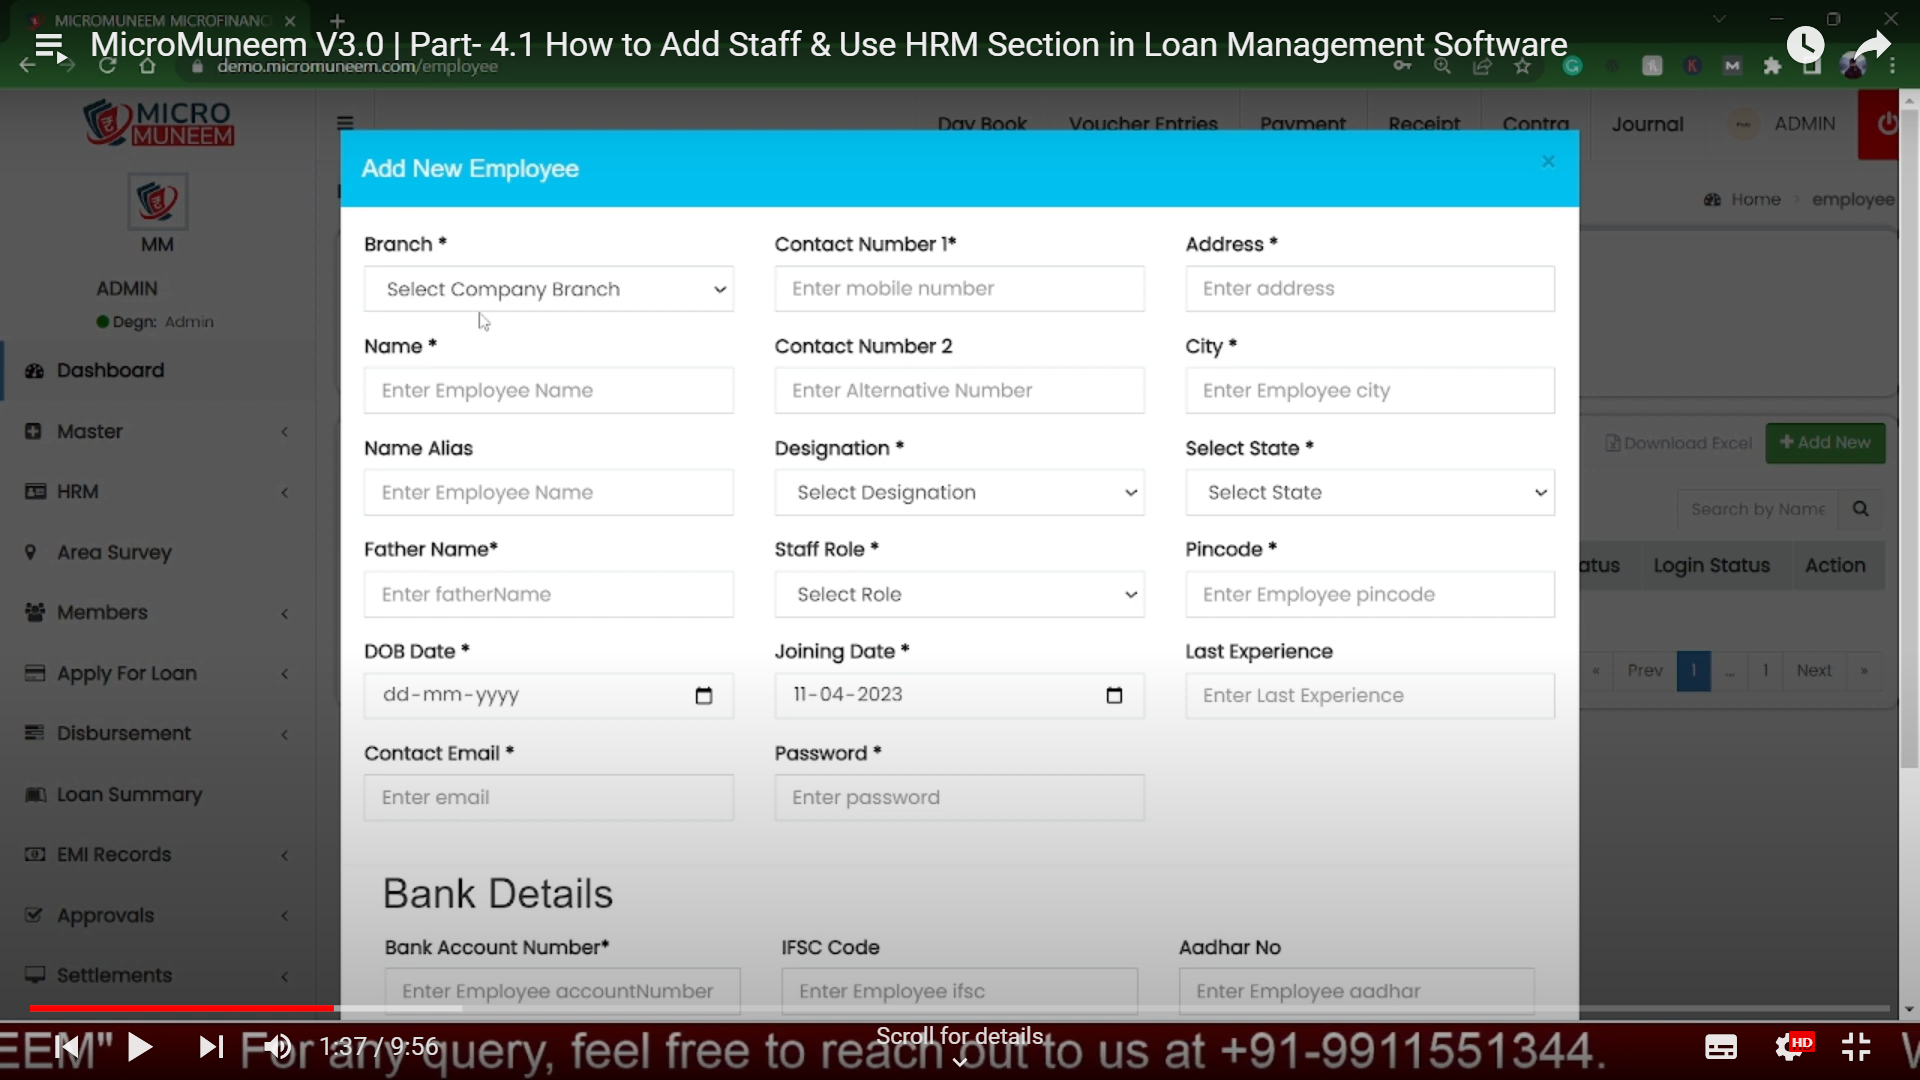 MICROMUNEEM MICROFINANC
MicroMuneem V3.0 | Part- 4.1 How to Add Staff & Use HRM Section in Loan Management Software
demo.micromuneem.com/employee
MICRO
MUNEEM
Day Book Voucher Entries Payment Receipt Contra Journal ADMIN
Add New Employee
Home > employee
MM
ADMIN
Degn: Admin
Dashboard
Master
HRM
Area Survey
Members
Apply For Loan
Disbursement
Loan Summary
EMI Records
Approvals
Settlements
Branch * Contact Number 1* Address *
Select Company Branch Enter mobile number Enter address
Name * Contact Number 2 City *
Enter Employee Name Enter Alternative Number Enter Employee city
Name Alias Designation * Select State *
Enter Employee Name Select Designation Select State
Father Name* Staff Role * Pincode *
Enter fatherName Select Role Enter Employee pincode
DOB Date * Joining Date * Last Experience
dd-mm-yyyy 11-04-2023 Enter Last Experience
Contact Email * Password *
Enter email Enter password
Bank Details
Bank Account Number* IFSC Code Aadhar No
Enter Employee accountNumber Enter Employee ifsc Enter Employee aadhar
Download Excel + Add New
Search by Name
atus Login Status Action
« Prev 1 ... 1 Next »
Scroll for details
1:37 / 9:56
HD
EEM" For any query, feel free to reach out to us at +91-9911551344.